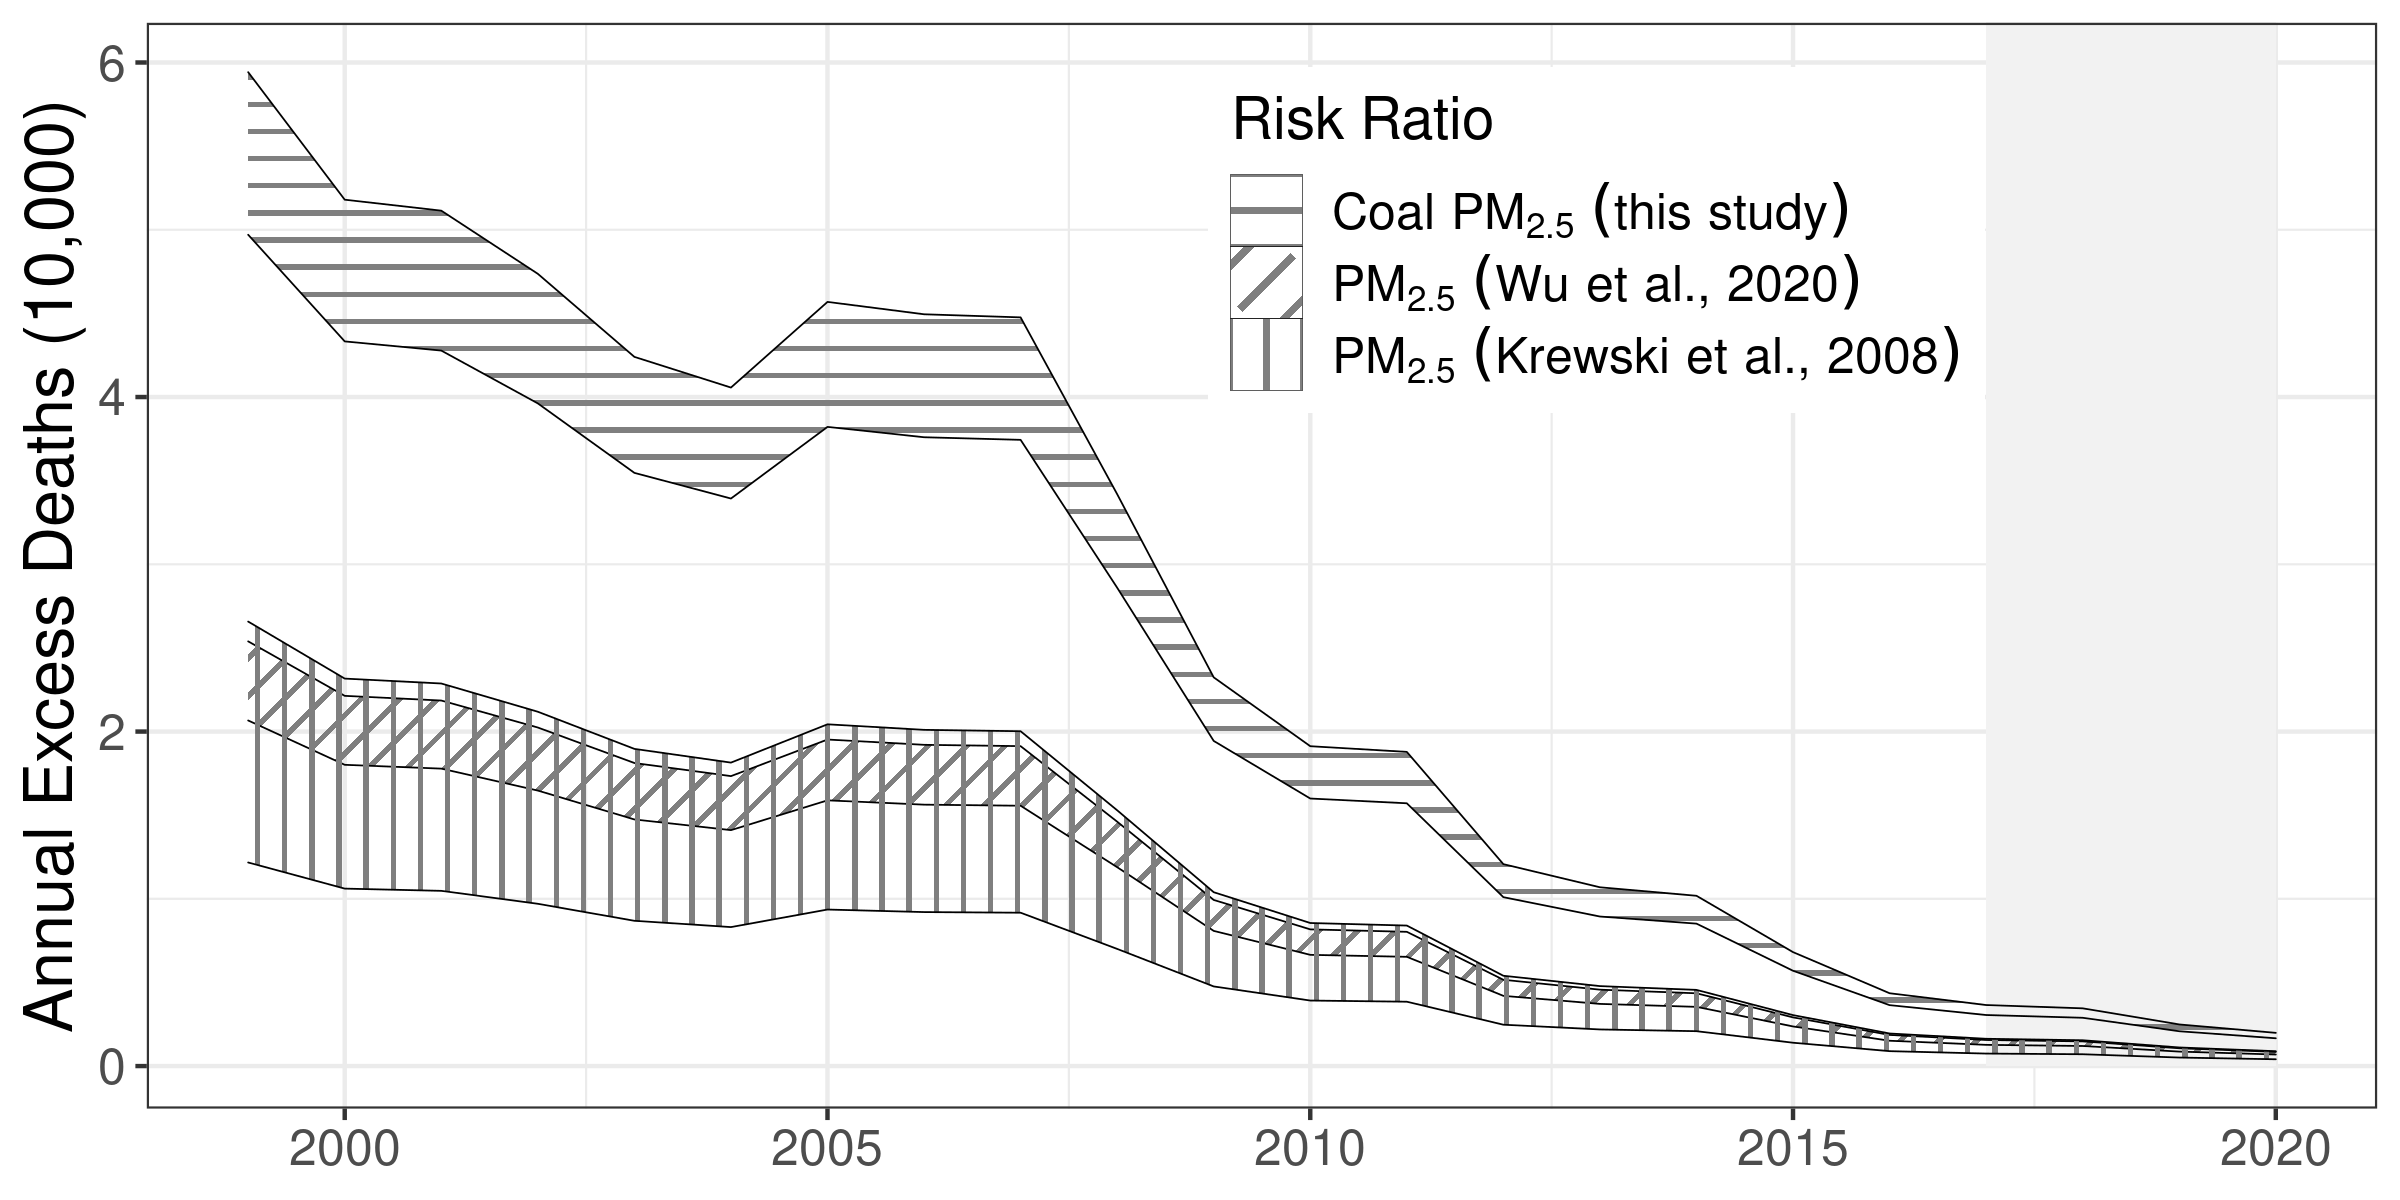 Annual Excess Deaths (10,000)
6
4
2
0
Risk Ratio
Coal PM2.5 (this study)
PM2.5 (Wu et al., 2020)
PM2.5 (Krewski et al., 2008)
2000 2005 2010 2015 2020